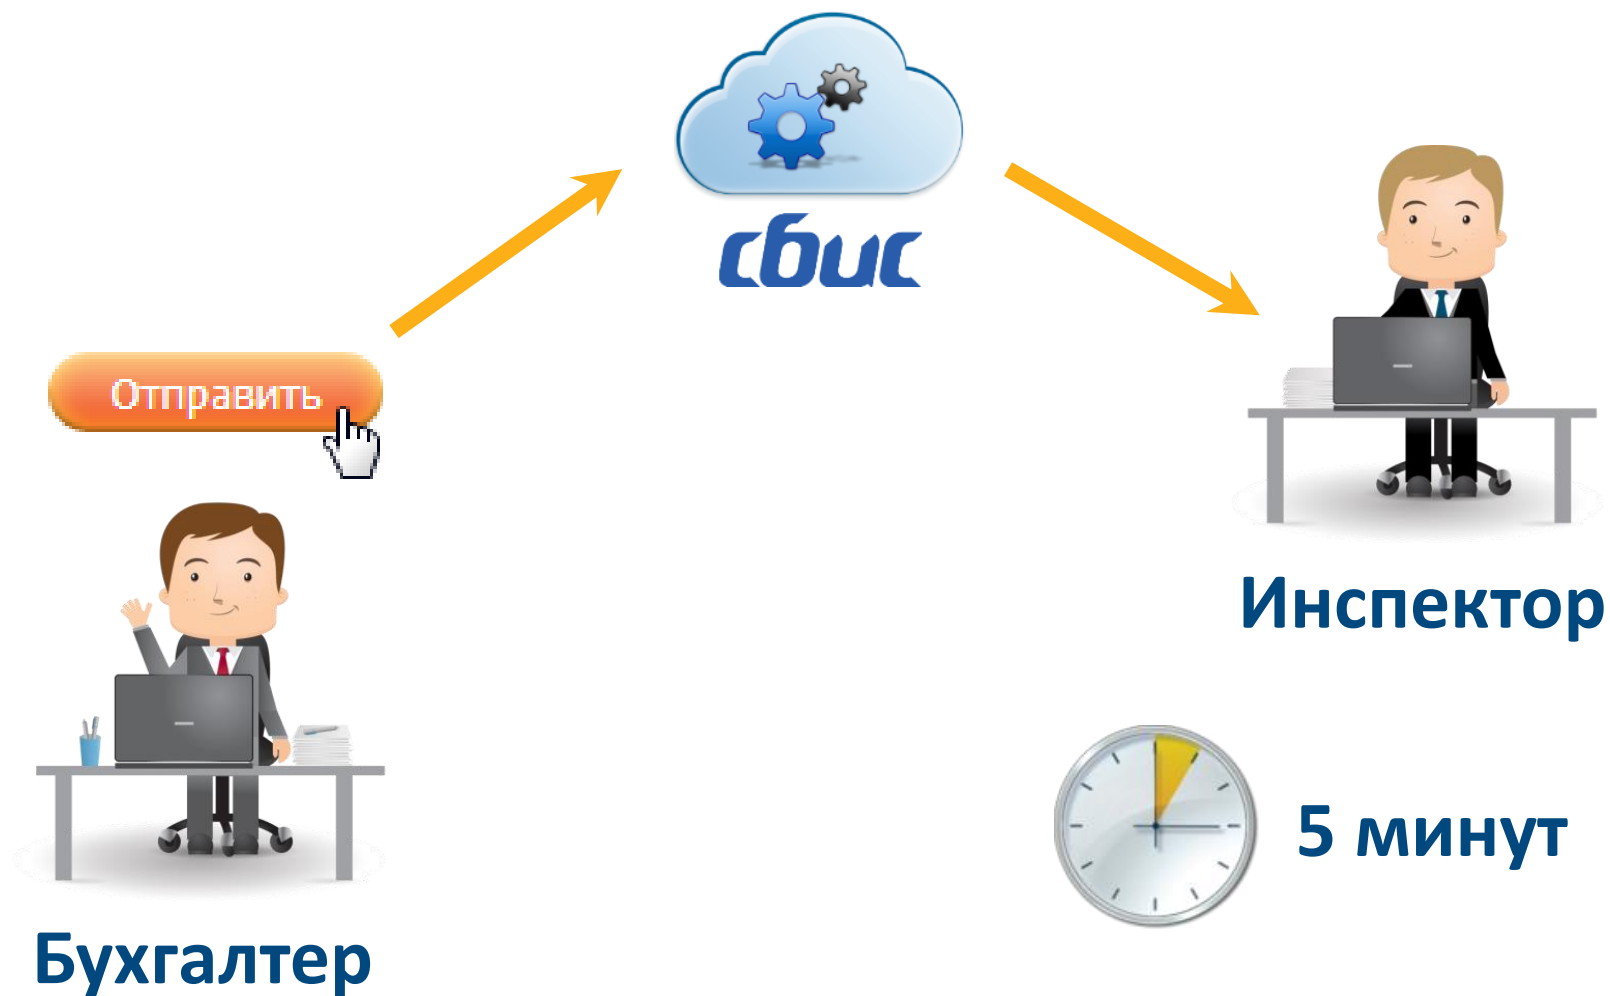 сбис
Отправить
Инспектор
5 минут
Бухгалтер